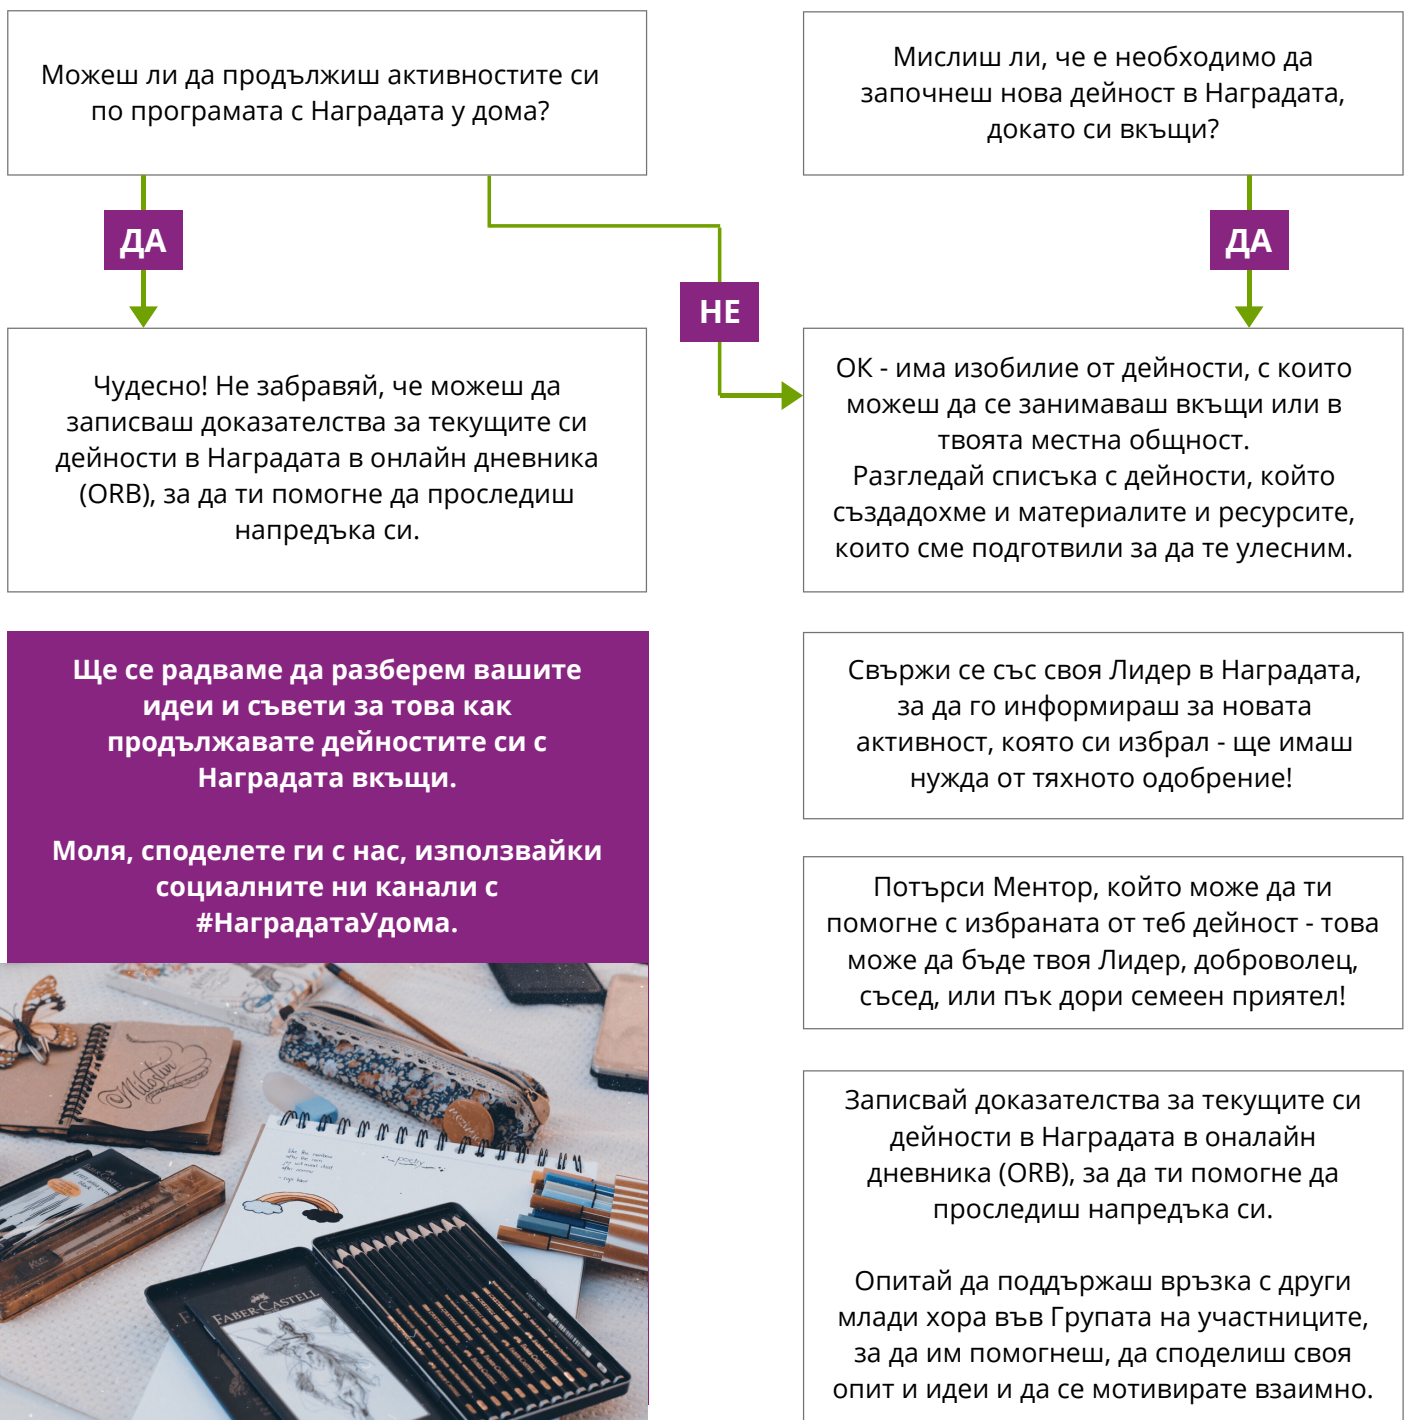 Можеш ли да продължиш активностите си
по програмата с Наградата у дома?
Мислиш ли, че е необходимо да
започнеш нова дейност в Наградата,
докато си вкъщи?
ДА
НЕ
ДА
Чудесно! Не забравяй, че можеш да
записваш доказателства за текущите си
дейности в Наградата в онлайн дневника
(ORB), за да ти помогне да проследиш
напредъка си.
ОК - има изобилие от дейности, с които
можеш да се занимаваш вкъщи или в
твоята местна общност.
Разгледай списъка с дейности, който
създадохме и материалите и ресурсите,
които сме подготвили за да те улесним.
Ще се радваме да разберем вашите
идеи и съвети за това как
продължавате дейностите си с
Наградата вкъщи.
Моля, споделете ги с нас, използвайки
социалните ни канали с
#НаградатаУдома.
Свържи се със своя Лидер в Наградата,
за да го информираш за новата
активност, която си избрал - ще имаш
нужда от тяхното одобрение!
Потърси Ментор, който може да ти
помогне с избраната от теб дейност - това
може да бъде твоя Лидер, доброволец,
съсед, или пък дори семеен приятел!
Записвай доказателства за текущите си
дейности в Наградата в оналайн
дневника (ORB), за да ти помогне да
проследиш напредъка си.
Опитай да поддържаш връзка с други
млади хора във Групата на участниците,
за да им помогнеш, да споделиш своя
опит и идеи и да се мотивирате взаимно.
FABER-CASTELL